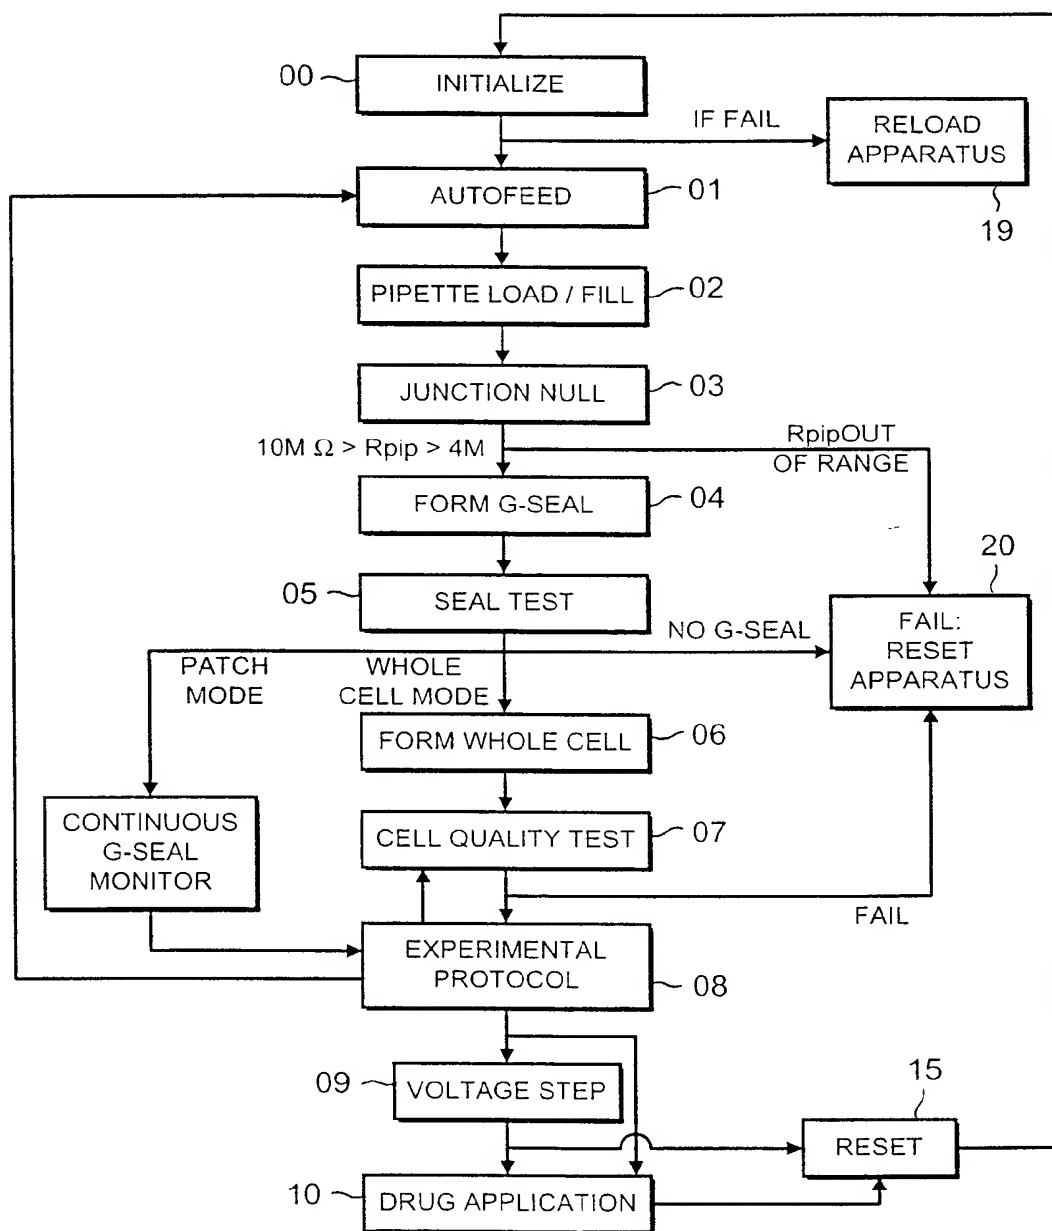 00
INITIALIZE
IF FAIL
RELOAD
APPARATUS
19
AUTOFEED
01
PIPETTE LOAD / FILL
02
JUNCTION NULL
03
10M Ω > Rpip > 4M
RpipOUT
OF RANGE
FORM G-SEAL
04
05
SEAL TEST
20
NO G-SEAL
FAIL:
RESET
APPARATUS
PATCH
MODE
WHOLE
CELL MODE
FORM WHOLE CELL
06
CONTINUOUS
G-SEAL
MONITOR
CELL QUALITY TEST
07
FAIL
EXPERIMENTAL
PROTOCOL
08
09
VOLTAGE STEP
15
RESET
10
DRUG APPLICATION